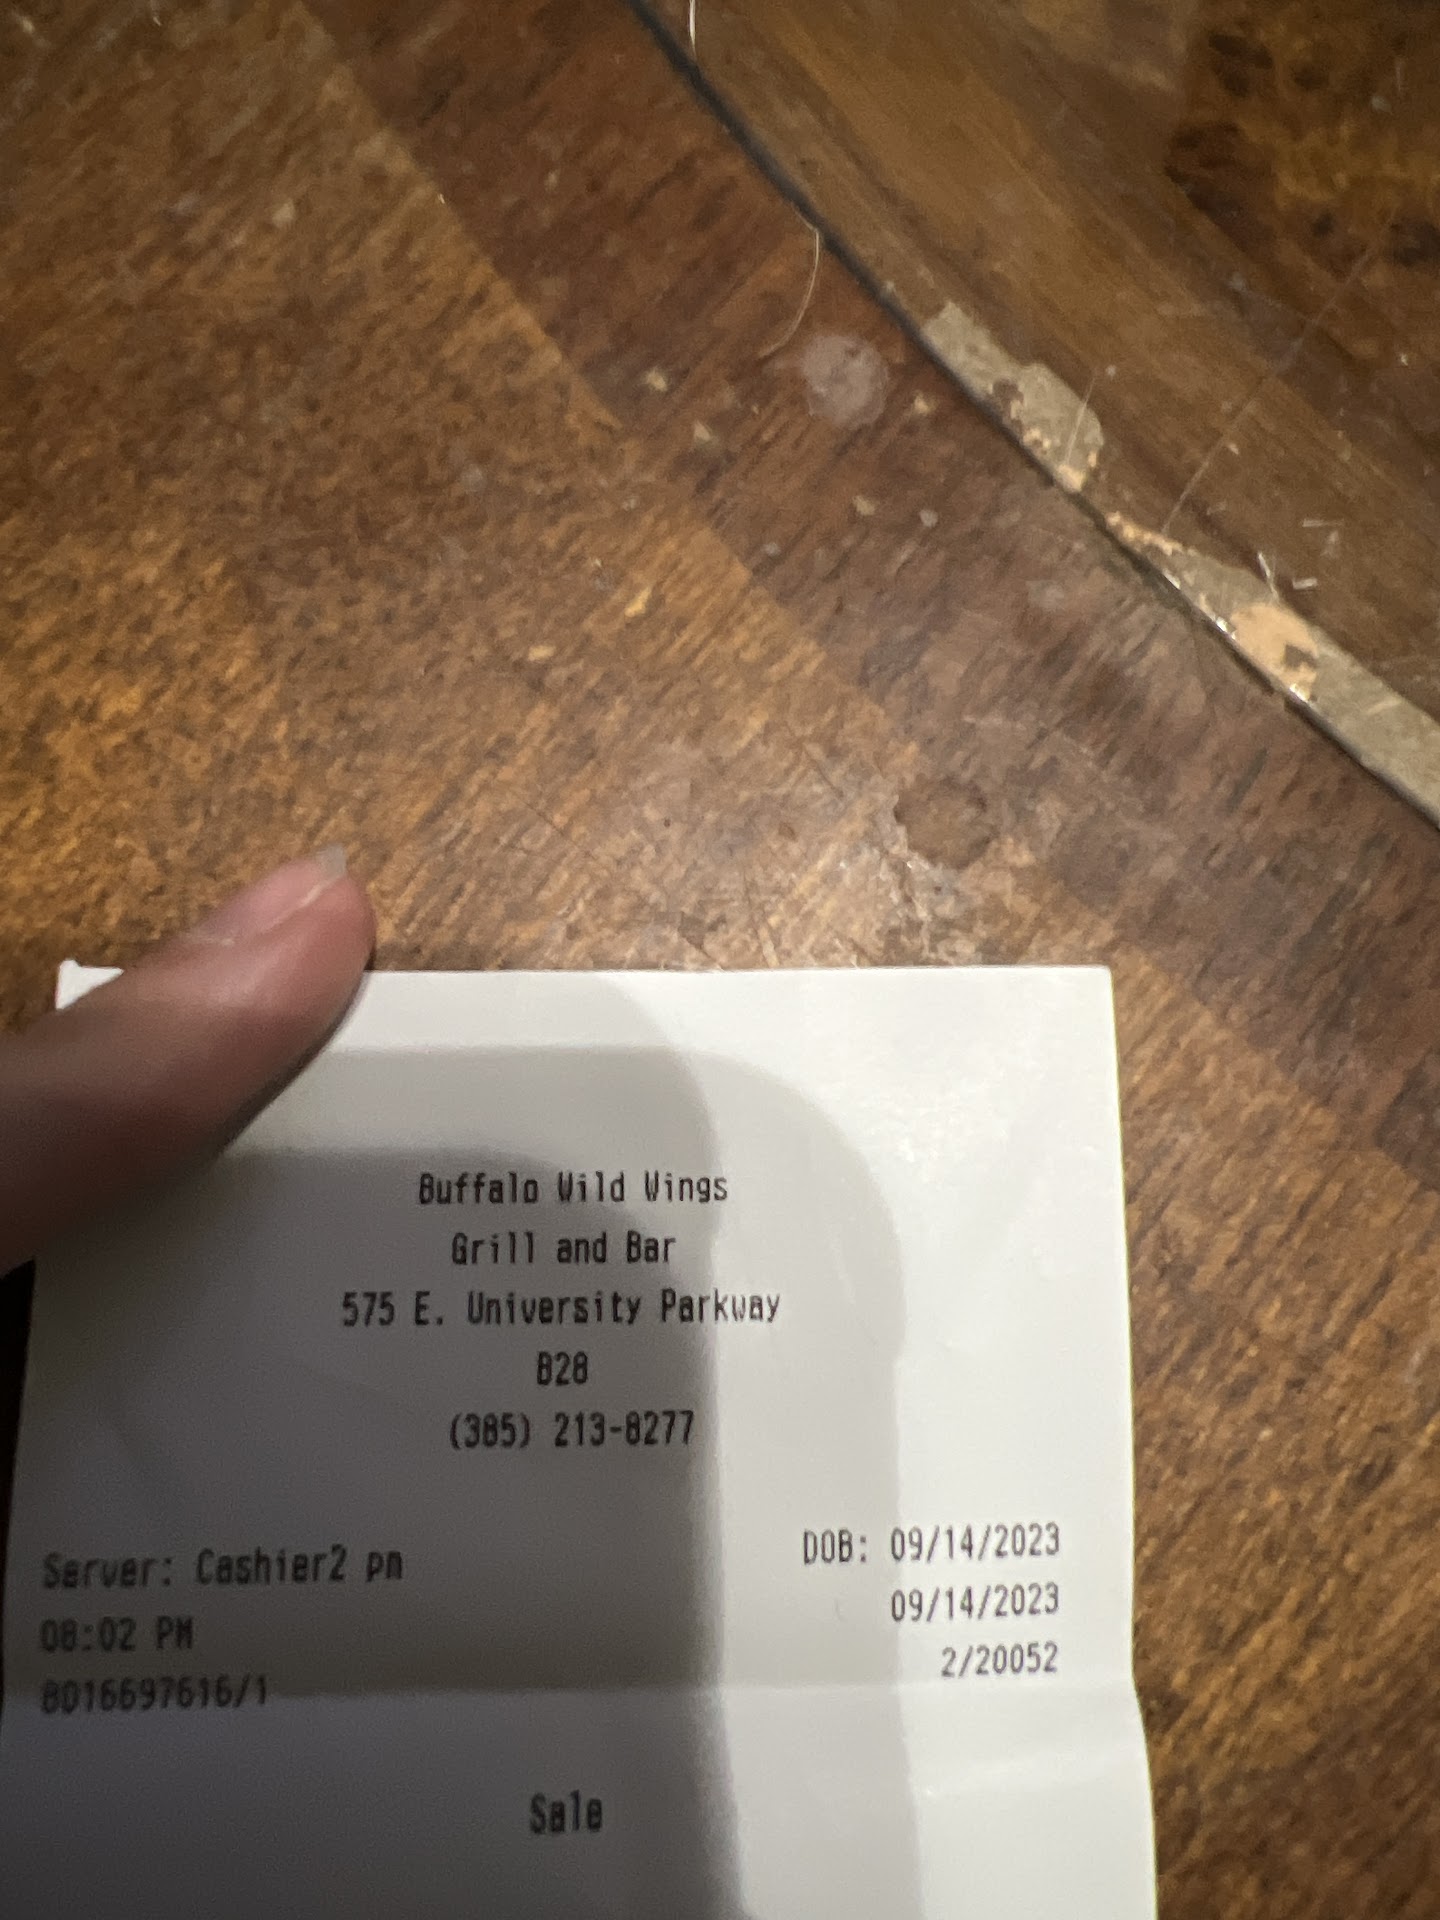 Buffalo Wild Wings
Grill and Bar
575 E. University Parkway
B28
(385) 213-8277
Server: Cashier2 pm DOB: 09/14/2023
08:02 PM 09/14/2023
8016697616/1 2/20052
Sale